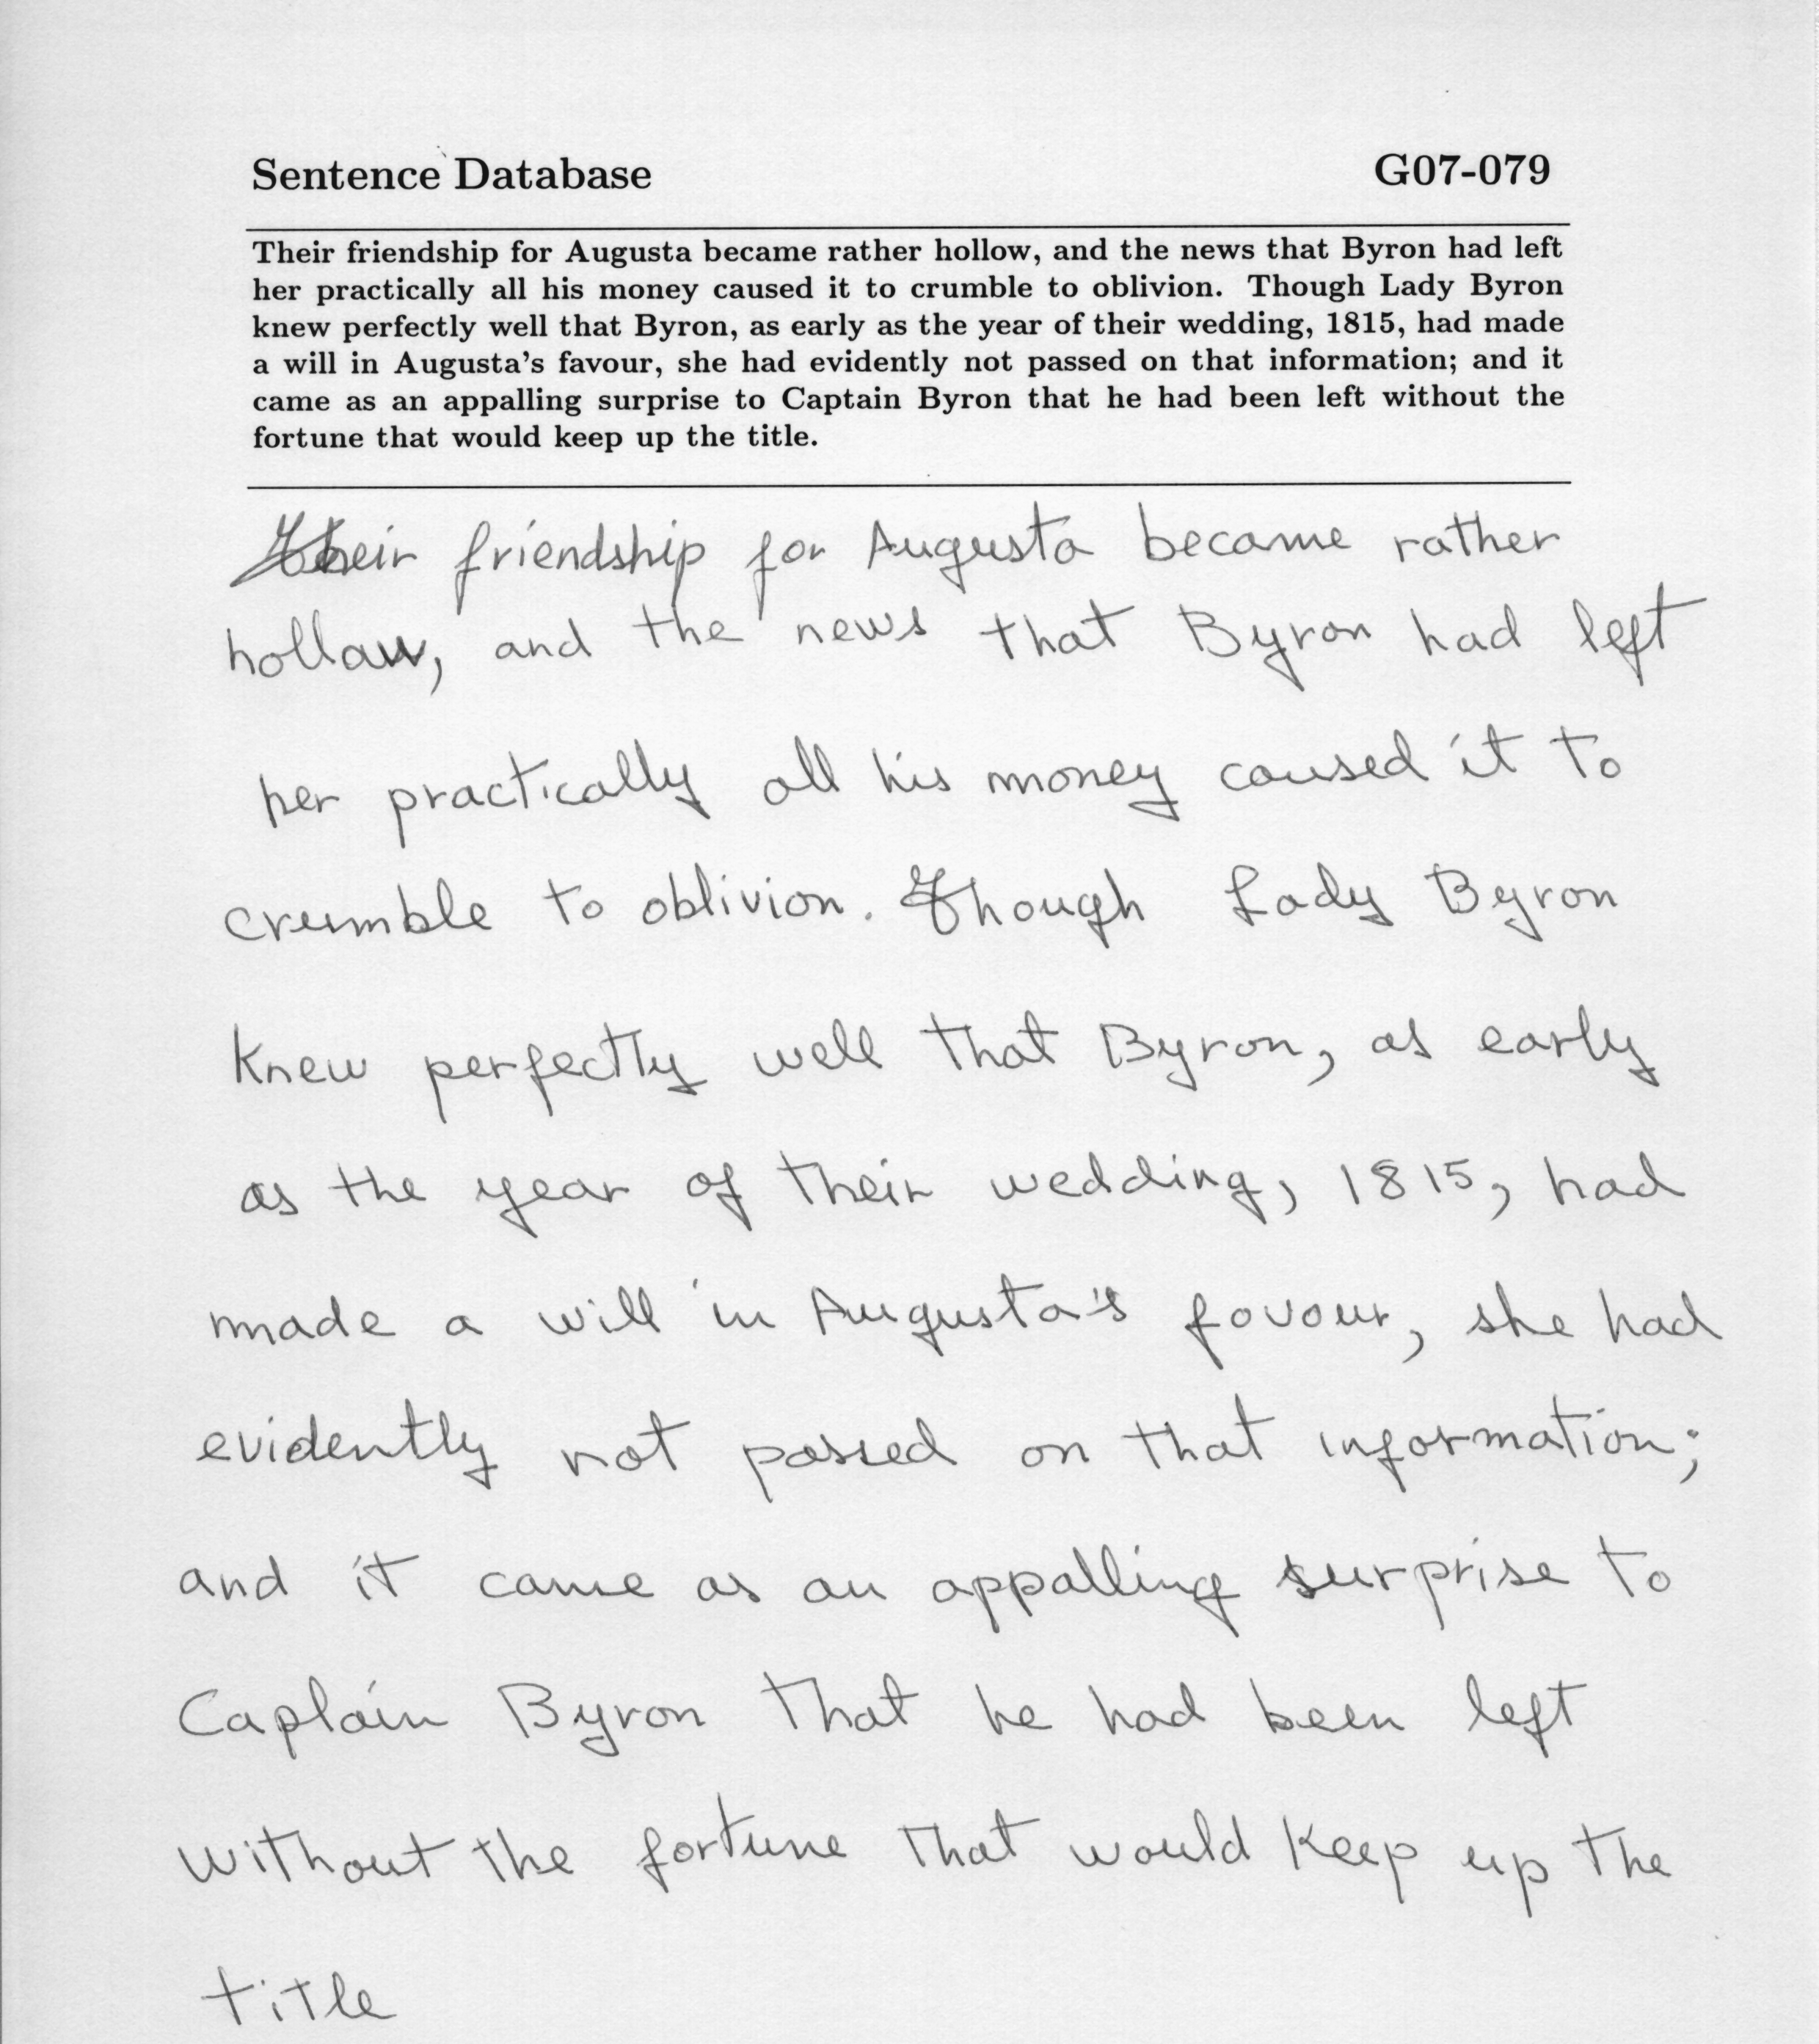 Sentence Database G07-079
Their friendship for Augusta became rather hollow, and the news that Byron had left
her practically all his money caused it to crumble to oblivion. Though Lady Byron
knew perfectly well that Byron, as early as the year of their wedding, 1815, had made
a will in Augusta's favour, she had evidently not passed on that information; and it
came as an appalling surprise to Captain Byron that he had been left without the
fortune that would keep up the title.
Their friendship for Augusta became rather
hollow, and the news that Byron had left
her practically all his money caused it to
crumble to oblivion. Though Lady Byron
knew perfectly well that Byron, as early
as the year of their wedding, 1815, had
made a will in Augusta's favour, she had
evidently not passed on that information;
and it came as an appalling surprise to
Captain Byron that he had been left
without the fortune that would keep up the
title